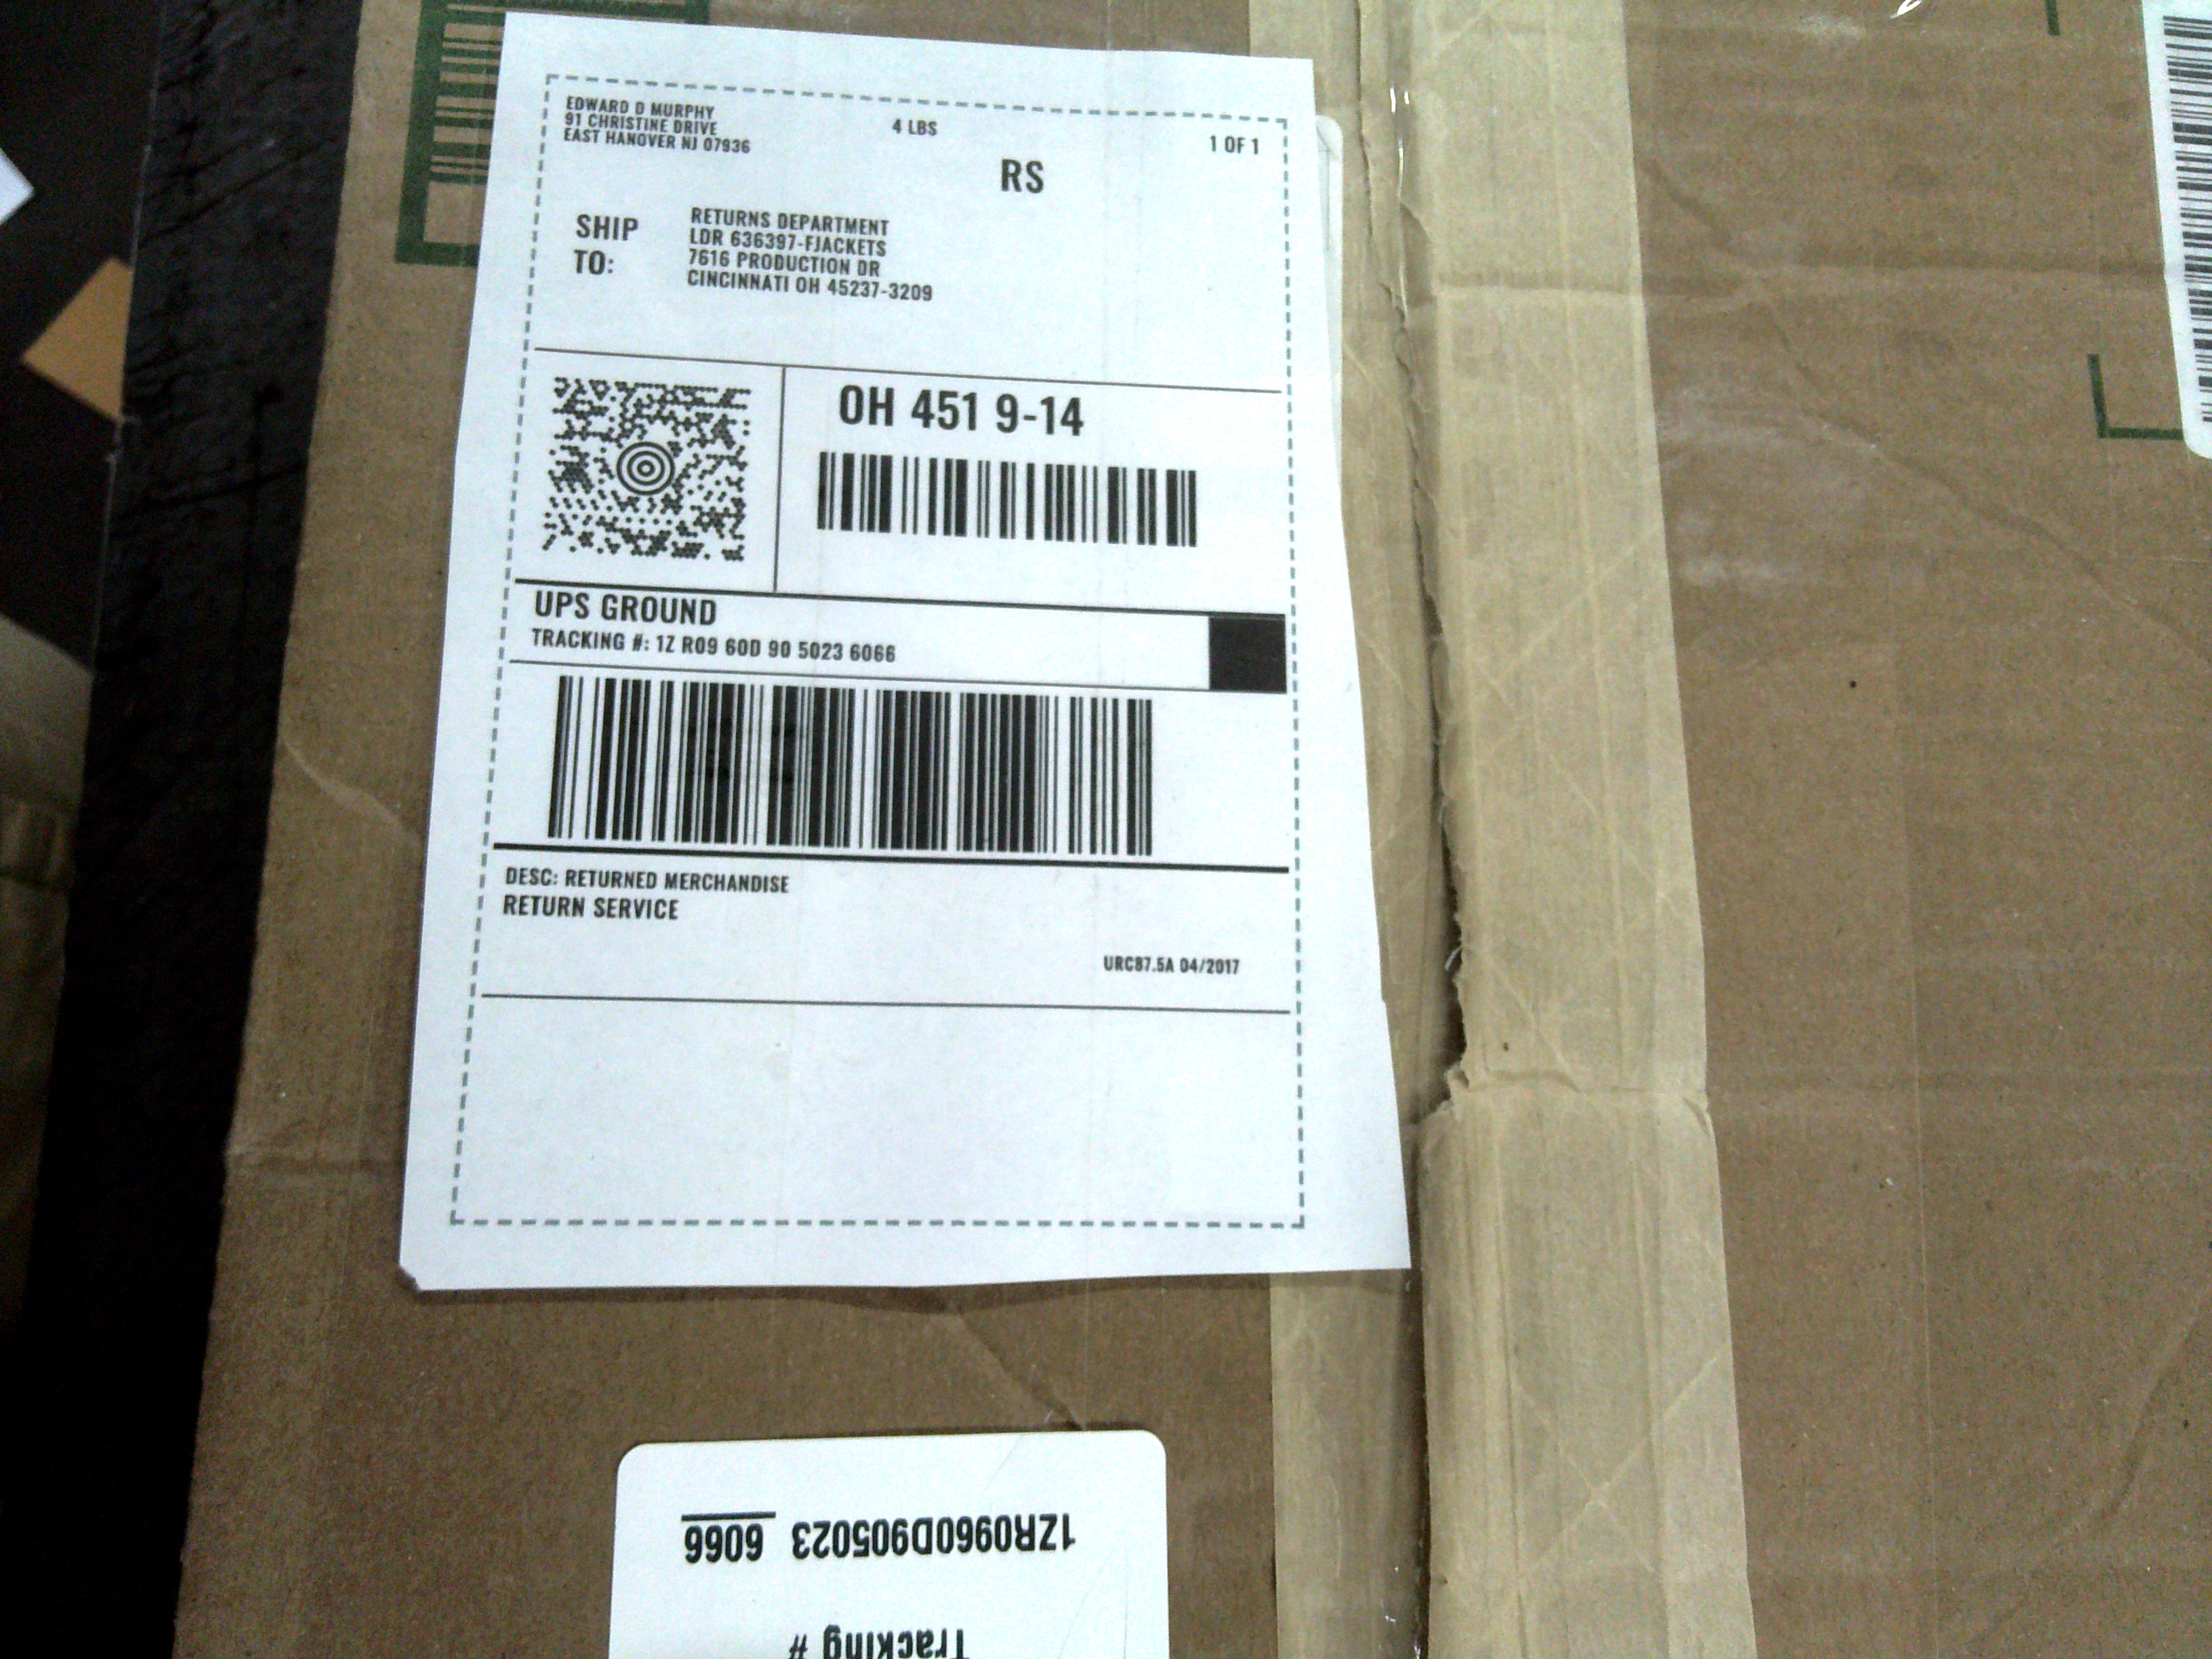 EDWARD D MURPHY
91 CHRISTINE DRIVE
EAST HANOVER NJ 07936
4 LBS
1 OF 1
RS
SHIP
TO:
RETURNS DEPARTMENT
LDR 636397-FJACKETS
7616 PRODUCTION DR
CINCINNATI OH 45237-3209
OH 451 9-14
UPS GROUND
TRACKING #: 1Z R09 60D 90 5023 6066
DESC: RETURNED MERCHANDISE
RETURN SERVICE
URC87.5A 04/2017
Tracking #
1ZR0960D905023 6066